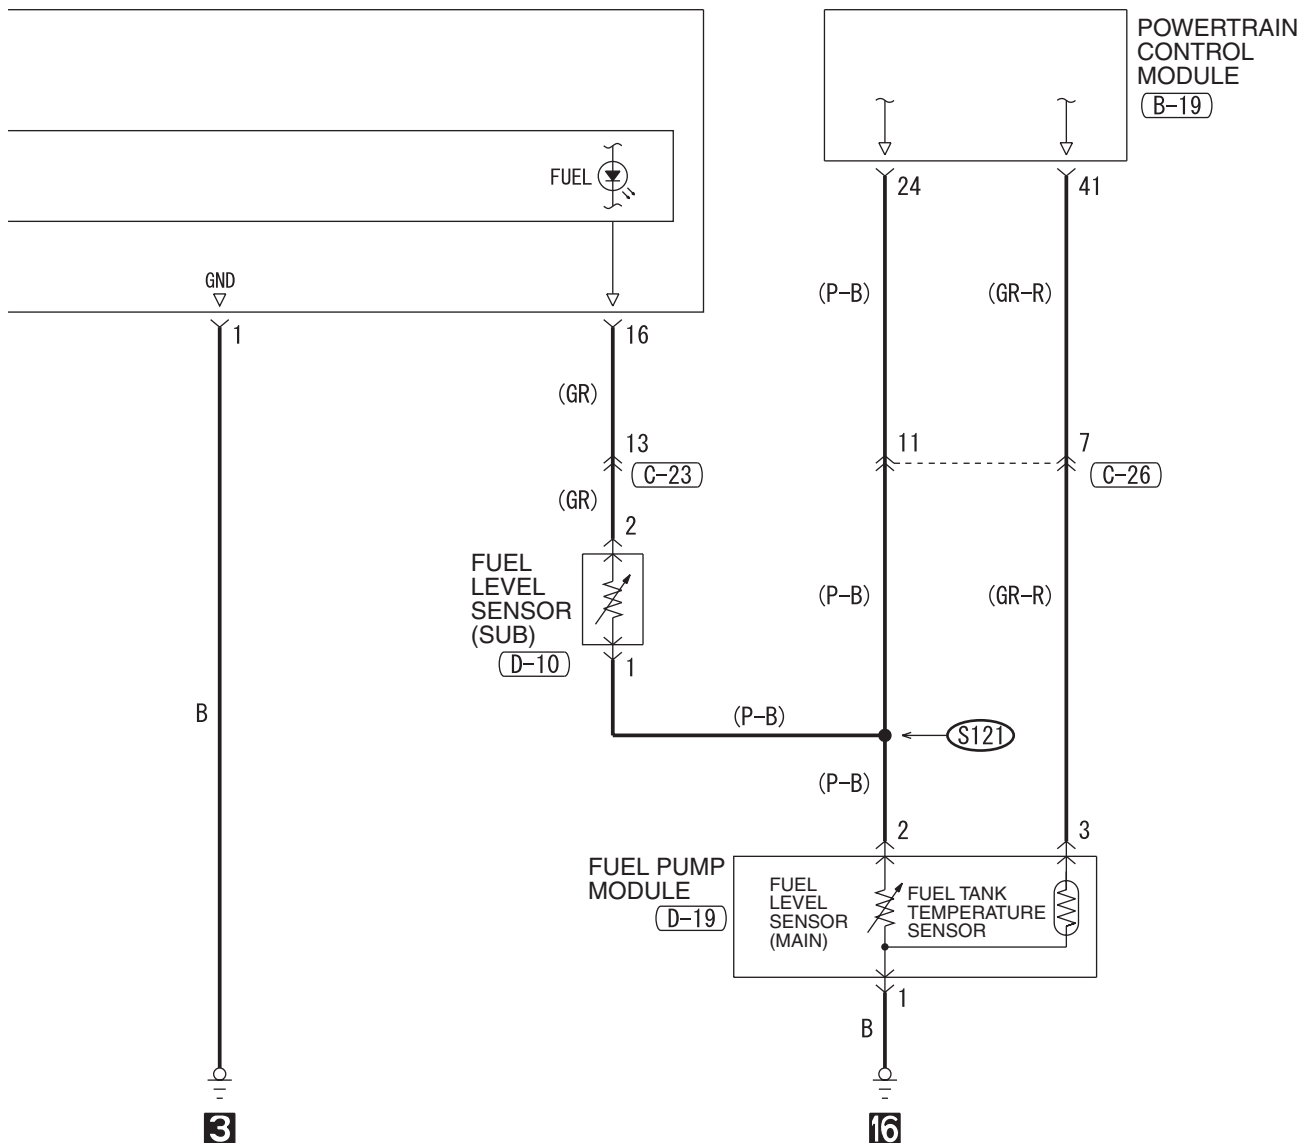 POWERTRAIN
CONTROL
MODULE
B-19
FUEL
24
41
GND
(P-B)
(GR-R)
1
16
(GR)
13
C-23
11
7
C-26
(GR)
2
FUEL
LEVEL
SENSOR
(SUB)
D-10
1
(P-B)
(GR-R)
B
(P-B)
S121
(P-B)
2
3
FUEL PUMP
MODULE
D-19
FUEL
LEVEL
SENSOR
(MAIN)
FUEL TANK
TEMPERATURE
SENSOR
1
B
3
16